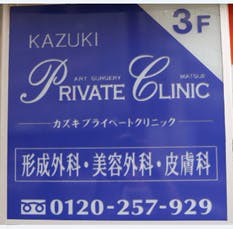 3F
KAZUKI
ART SURGERY MATSUE
PRIVATE CLINIC
カズキプライベートクリニック
形成外科・美容外科・皮膚科
0120-257-929